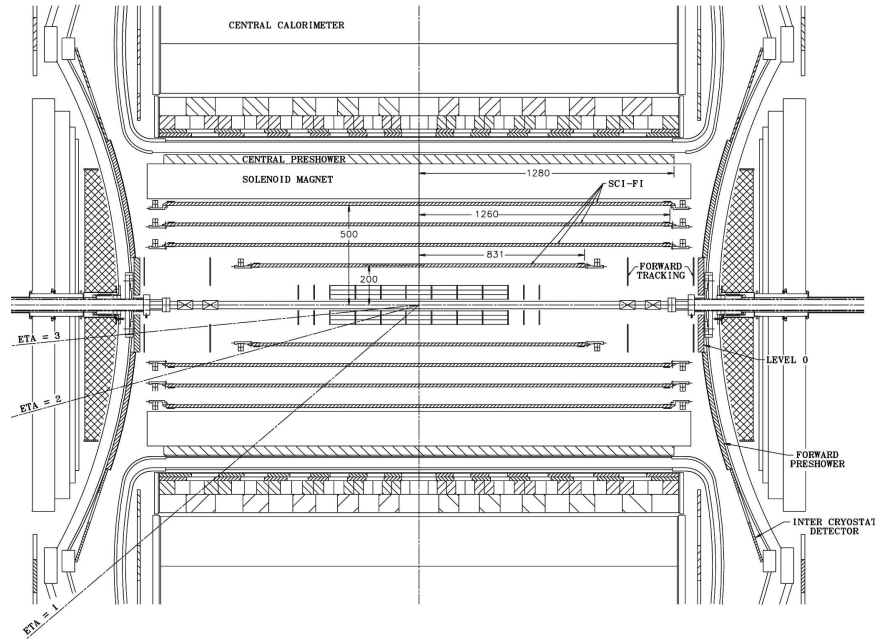 CENTRAL CALORIMETER
CENTRAL PRESHOWER
SOLENOID MAGNET
1280
SCI-FI
1260
500
831
FORWARD
TRACKING
200
ETA = 3
ETA = 2
LEVEL 0
FORWARD
PRESHOWER
INTER CRYOSTAT
DETECTOR
ETA = 1